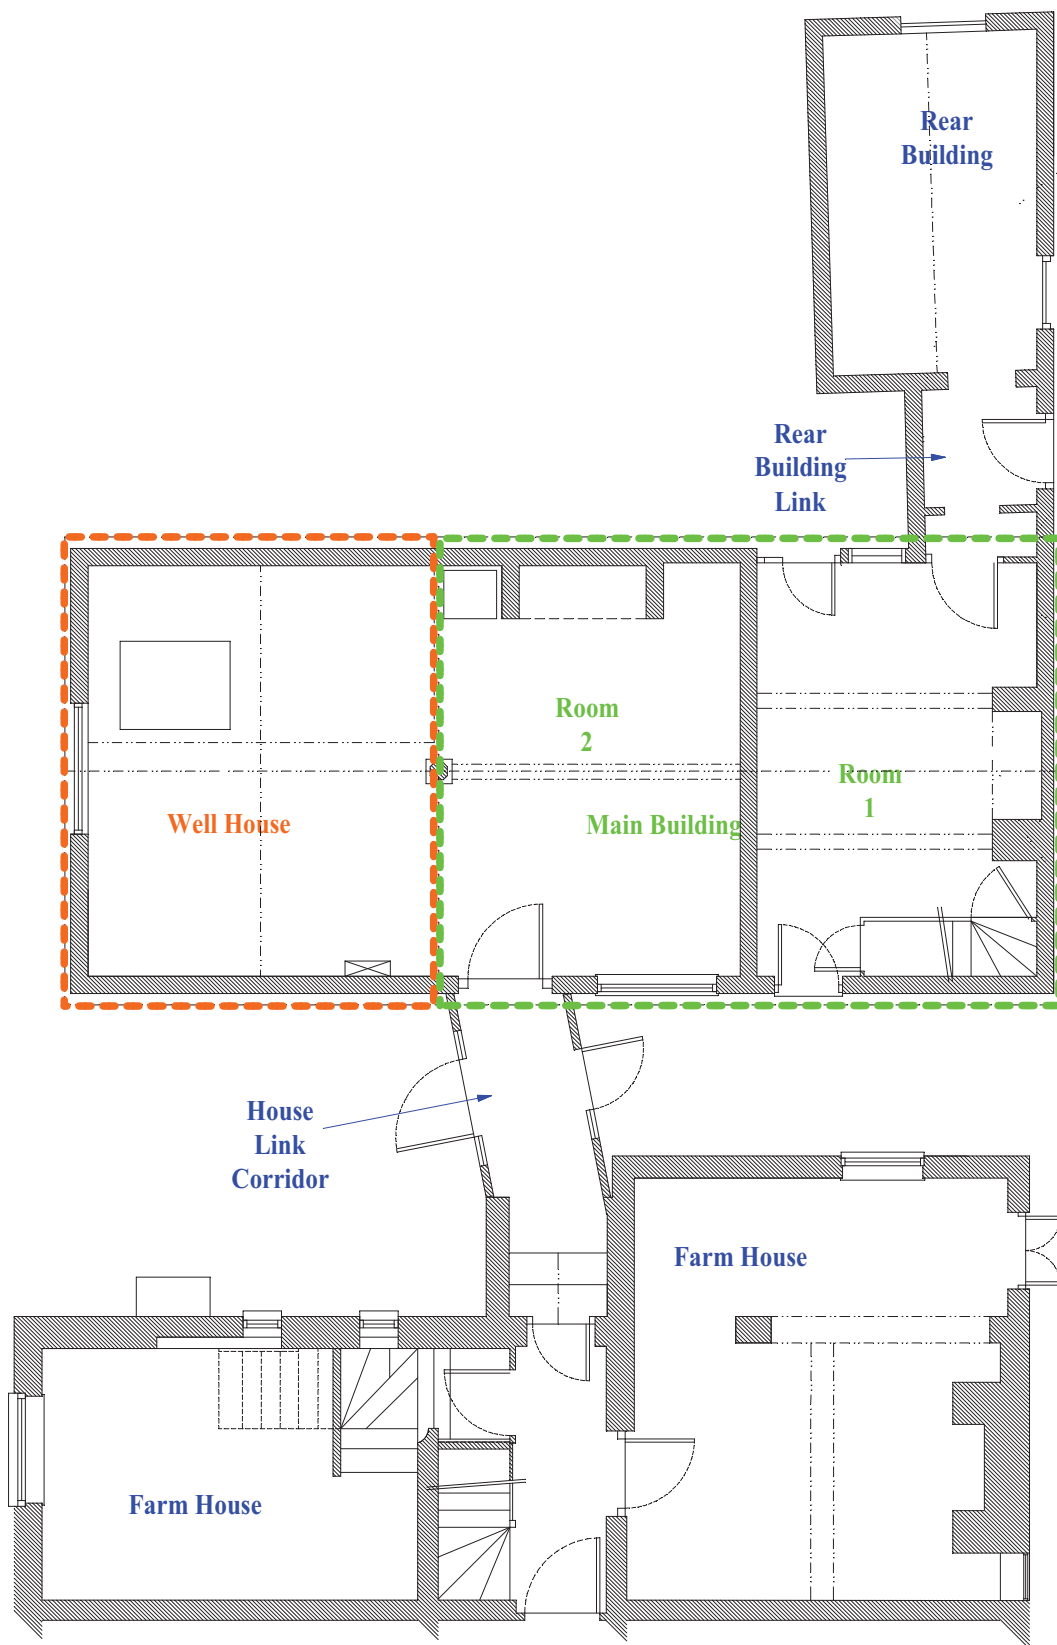 Rear
Building
Rear
Building
Link
Room
2
Room
1
Well House
Main Building
House
Link
Corridor
Farm House
Farm House